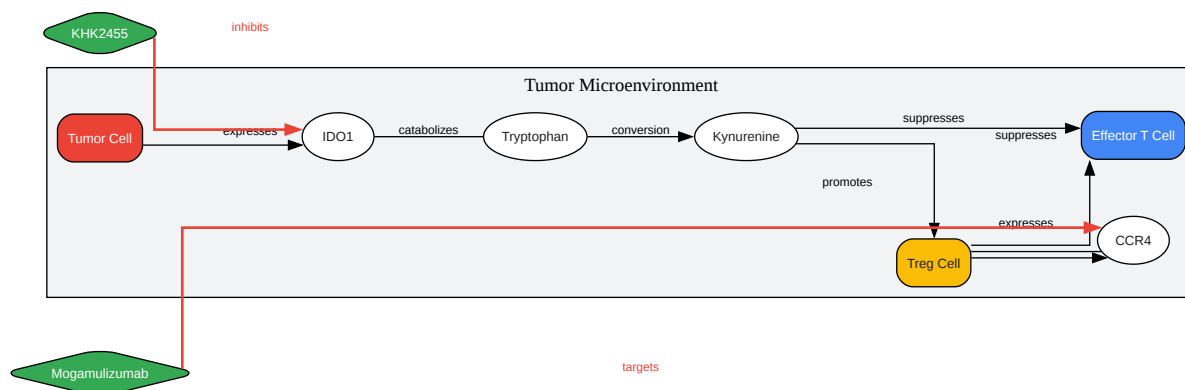 KHK2455
inhibits
Tumor Microenvironment
Tumor Cell
expresses
IDO1
catabolizes
Tryptophan
conversion
Kynurenine
suppresses
suppresses
Effector T Cell
promotes
expresses
CCR4
Treg Cell
Mogamulizumab
targets